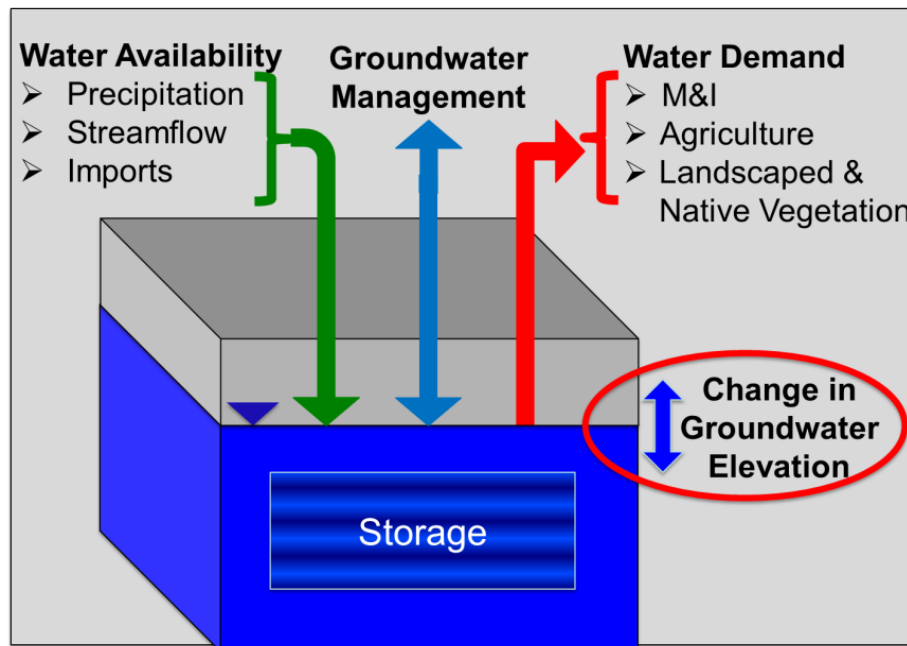 Water Availability
➢ Precipitation
➢ Streamflow
➢ Imports
Groundwater
Management
Water Demand
➢ M&I
➢ Agriculture
➢ Landscaped &
Native Vegetation
Change in
Groundwater
Elevation
Storage